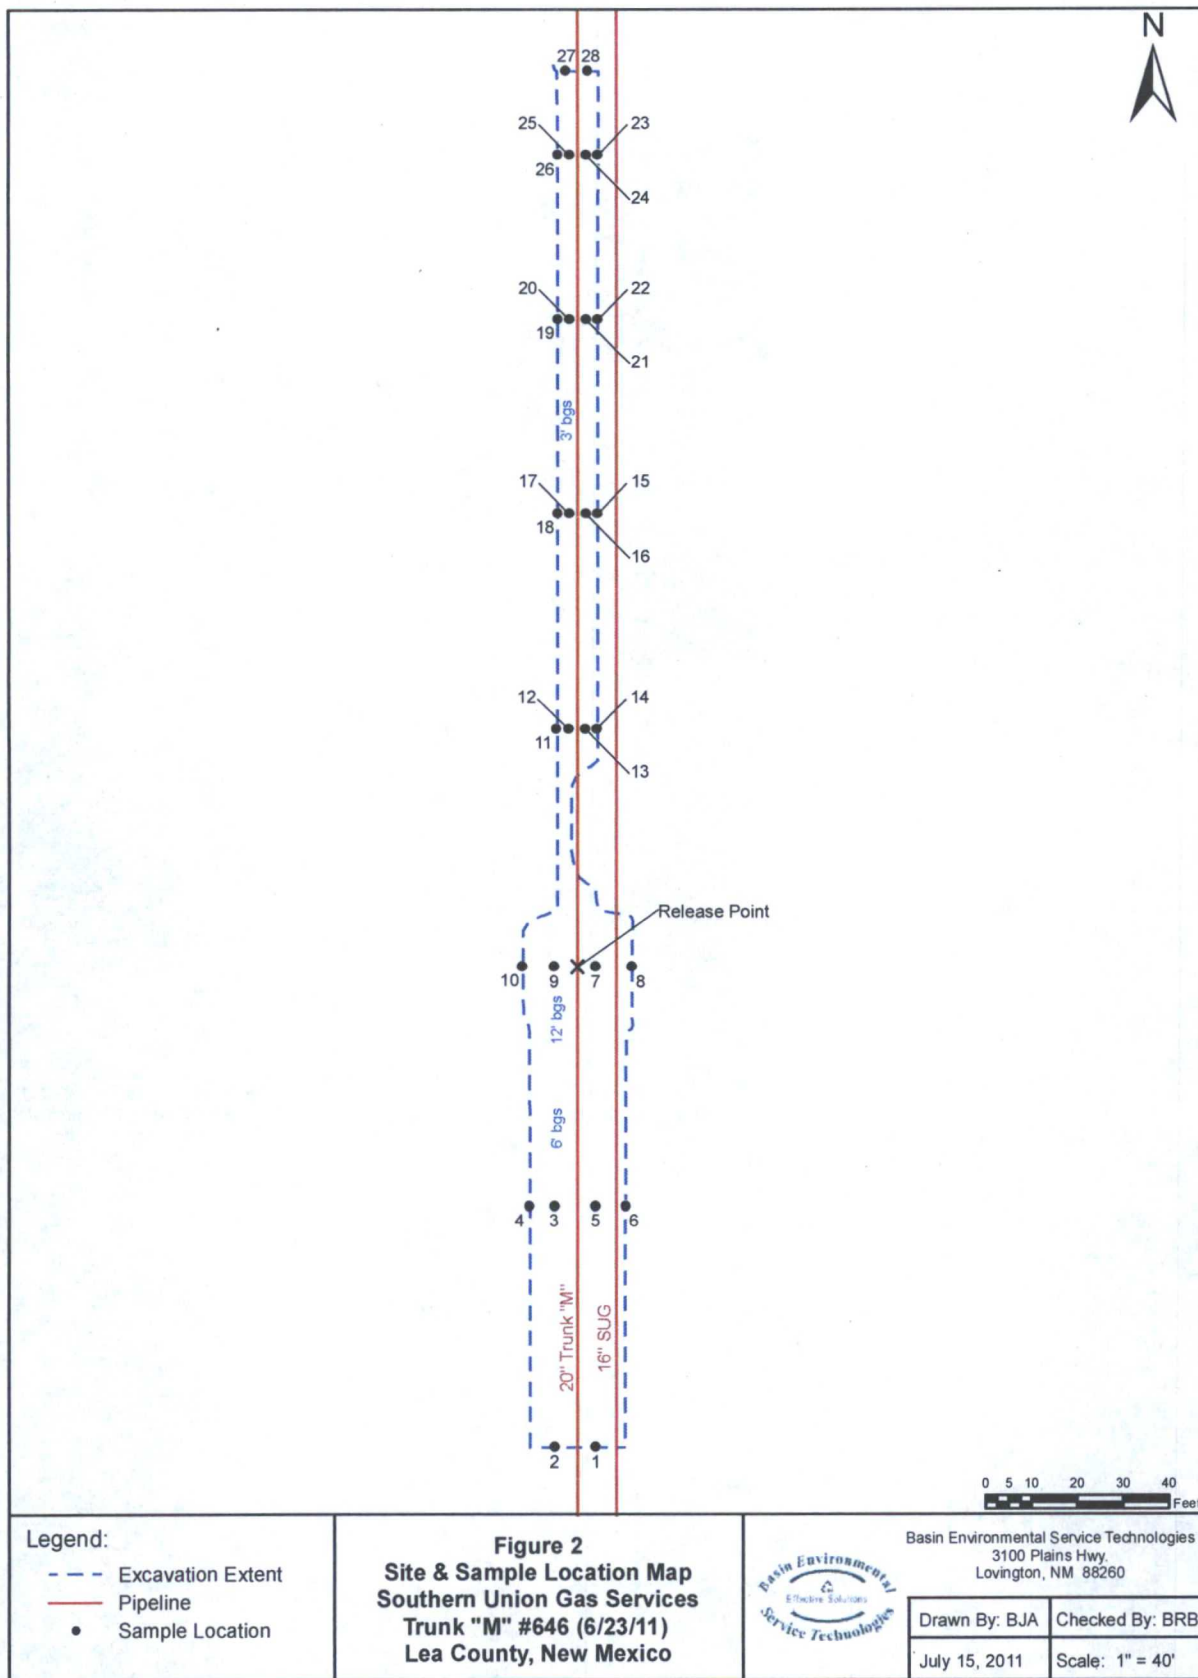 N
27 28
25 23
26 24
20 22
19 21
3' bgs
17 15
18 16
12 14
11 13
Release Point
10 9 7 8
12' bgs
6' bgs
4 3 5 6
20" Trunk "M"
16" SUG
2 1
0 5 10 20 30 40
Feet
Legend:
Excavation Extent
Pipeline
Sample Location
Figure 2
Site & Sample Location Map
Southern Union Gas Services
Trunk "M" #646 (6/23/11)
Lea County, New Mexico
Basin Environmental
Effective Solutions
Service Technologies
Basin Environmental Service Technologies
3100 Plains Hwy.
Lovington, NM 88260
Drawn By: BJA
Checked By: BRB
July 15, 2011
Scale: 1" = 40'